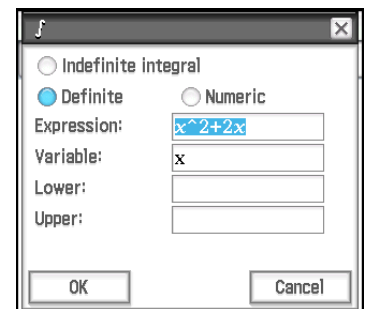 ∫
Indefinite integral
Definite Numeric
Expression: x^2+2x
Variable: x
Lower:
Upper:
OK Cancel